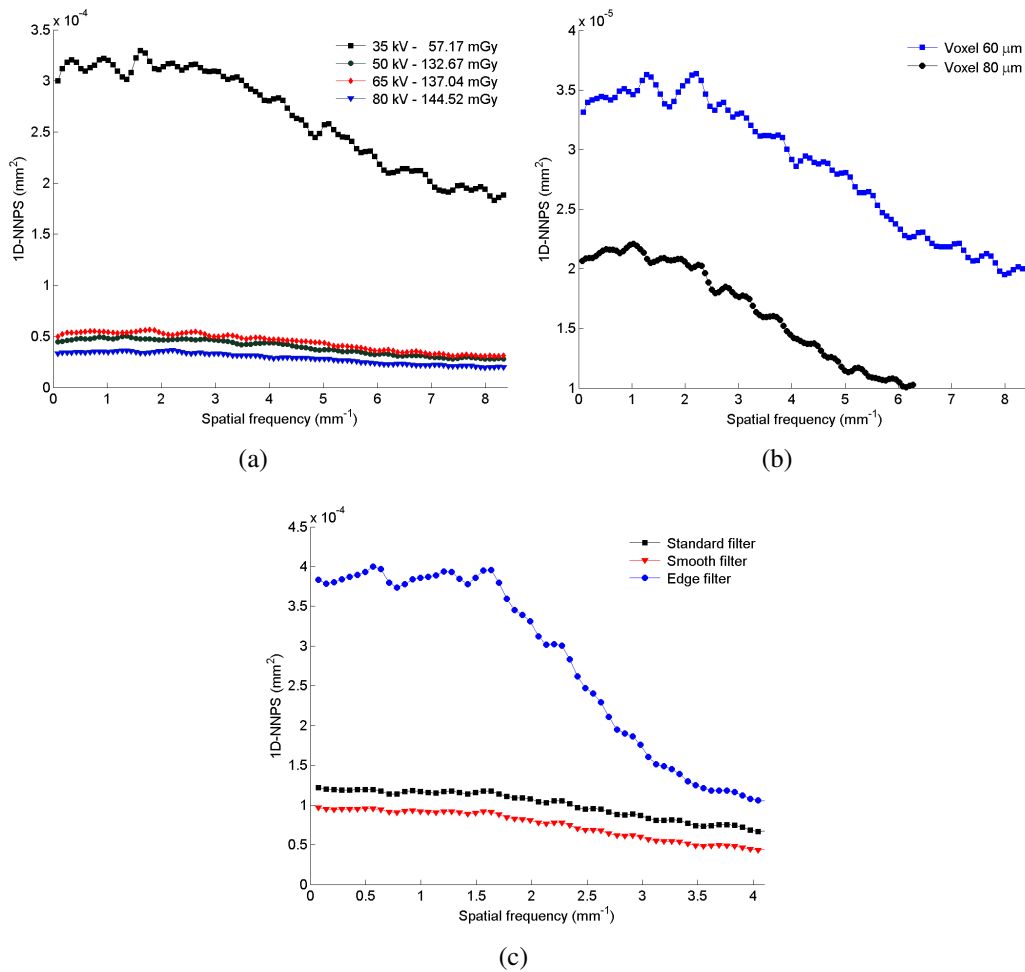 x 10⁻⁴
3.5
3
2.5
2
1.5
1
0.5
0
1D-NNPS (mm²)
35 kV - 57.17 mGy
50 kV - 132.67 mGy
65 kV - 137.04 mGy
80 kV - 144.52 mGy
0 1 2 3 4 5 6 7 8
Spatial frequency (mm⁻¹)
(a)
x 10⁻⁵
4
3.5
3
2.5
2
1.5
1
1D-NNPS (mm²)
Voxel 60 μm
Voxel 80 μm
0 1 2 3 4 5 6 7 8
Spatial frequency (mm⁻¹)
(b)
x 10⁻⁴
4.5
4
3.5
3
2.5
2
1.5
1
0.5
0
1D-NNPS (mm²)
Standard filter
Smooth filter
Edge filter
0 0.5 1 1.5 2 2.5 3 3.5 4
Spatial frequency (mm⁻¹)
(c)